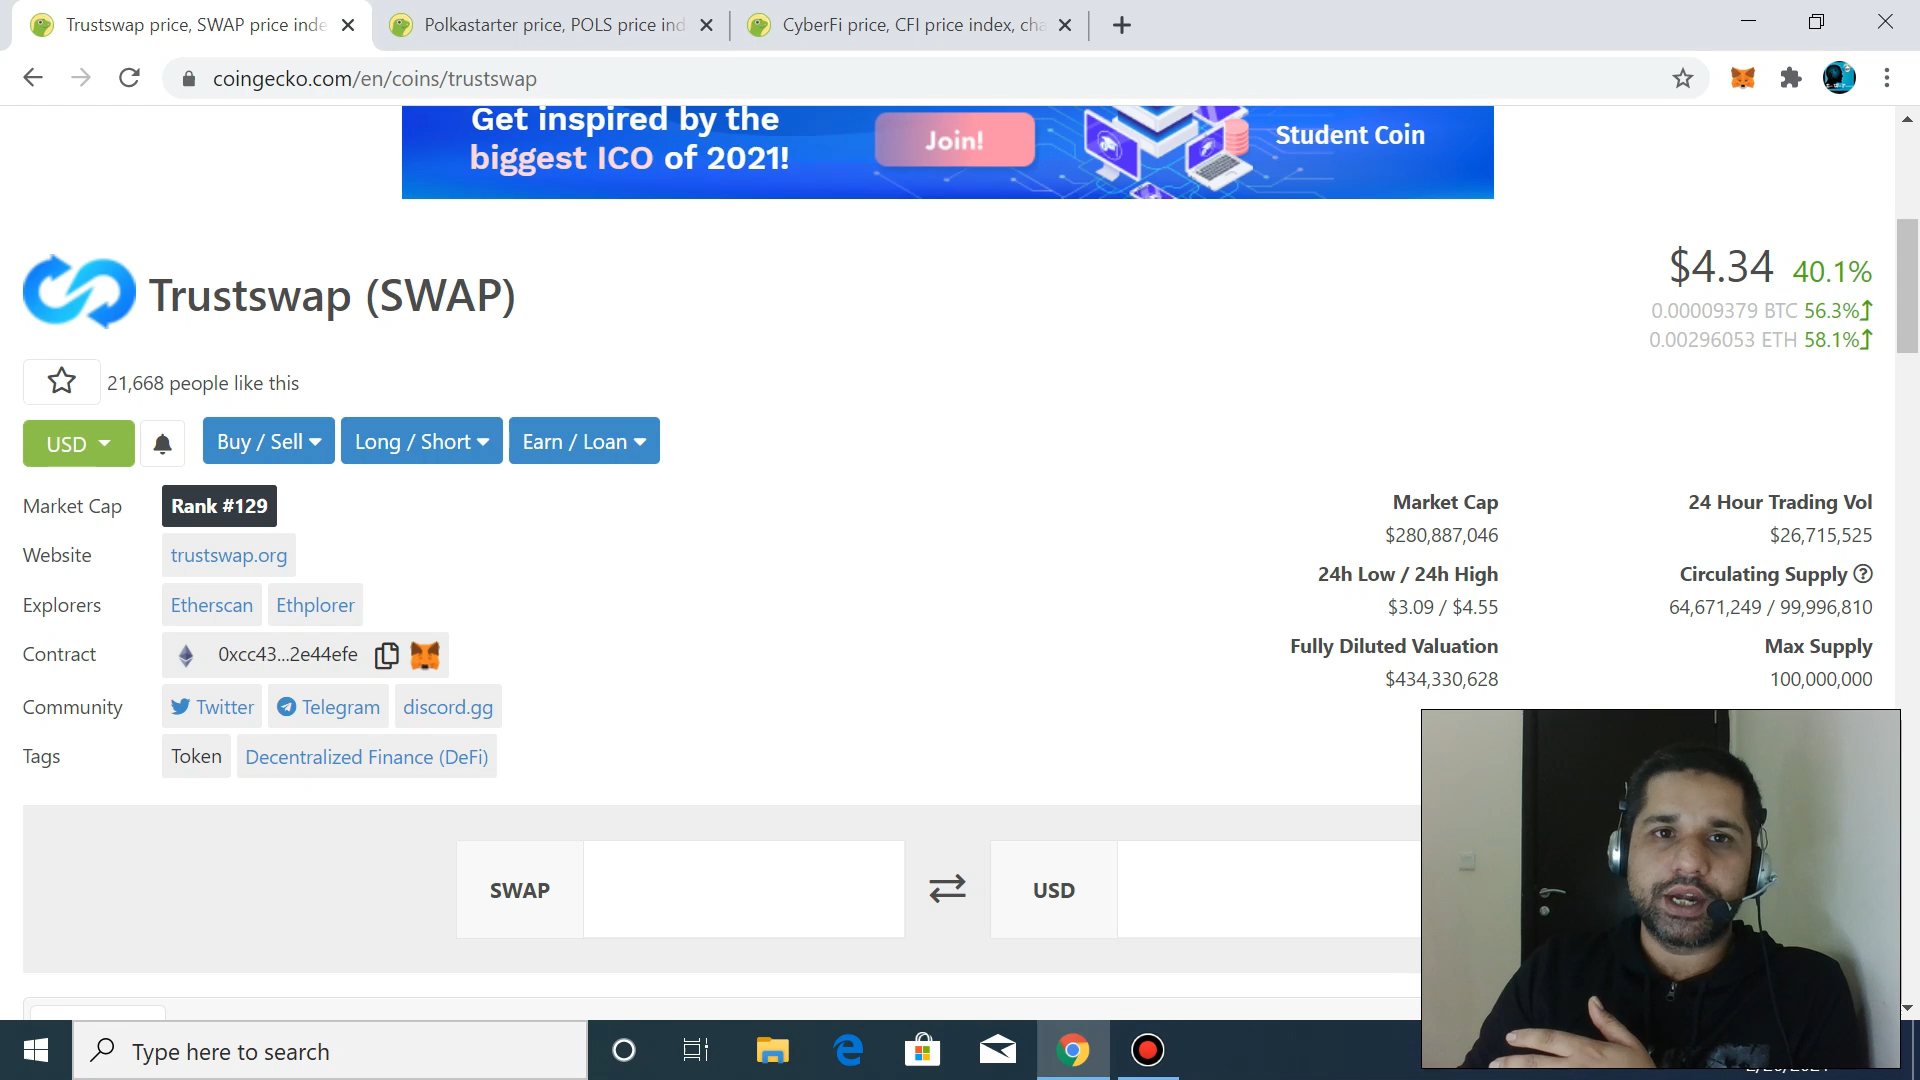 Trustswap price, SWAP price inde
Polkastarter price, POLS price ind
CyberFi price, CFI price index, cha
coingecko.com/en/coins/trustswap
Get inspired by the
biggest ICO of 2021!
Join!
Student Coin
Trustswap (SWAP)
$4.34 40.1%
0.00009379 BTC 56.3%
0.00296053 ETH 58.1%
21,668 people like this
USD
Buy / Sell
Long / Short
Earn / Loan
Market Cap Rank #129
Website trustswap.org
Explorers Etherscan Ethplorer
Contract 0xcc43...2e44efe
Community Twitter Telegram discord.gg
Tags Token Decentralized Finance (DeFi)
Market Cap
$280,887,046
24 Hour Trading Vol
$26,715,525
24h Low / 24h High
$3.09 / $4.55
Circulating Supply ?
64,671,249 / 99,996,810
Fully Diluted Valuation
$434,330,628
Max Supply
100,000,000
SWAP
USD
Type here to search